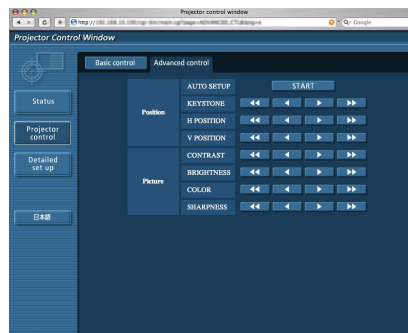 Projector control window
Google
Projector Control Window
Basic control
Advanced control
Status
Projector
control
Detailed
set up
日本語
Position
AUTO SETUP
START
KEYSTONE
H POSITION
V POSITION
Picture
CONTRAST
BRIGHTNESS
COLOR
SHARPNESS